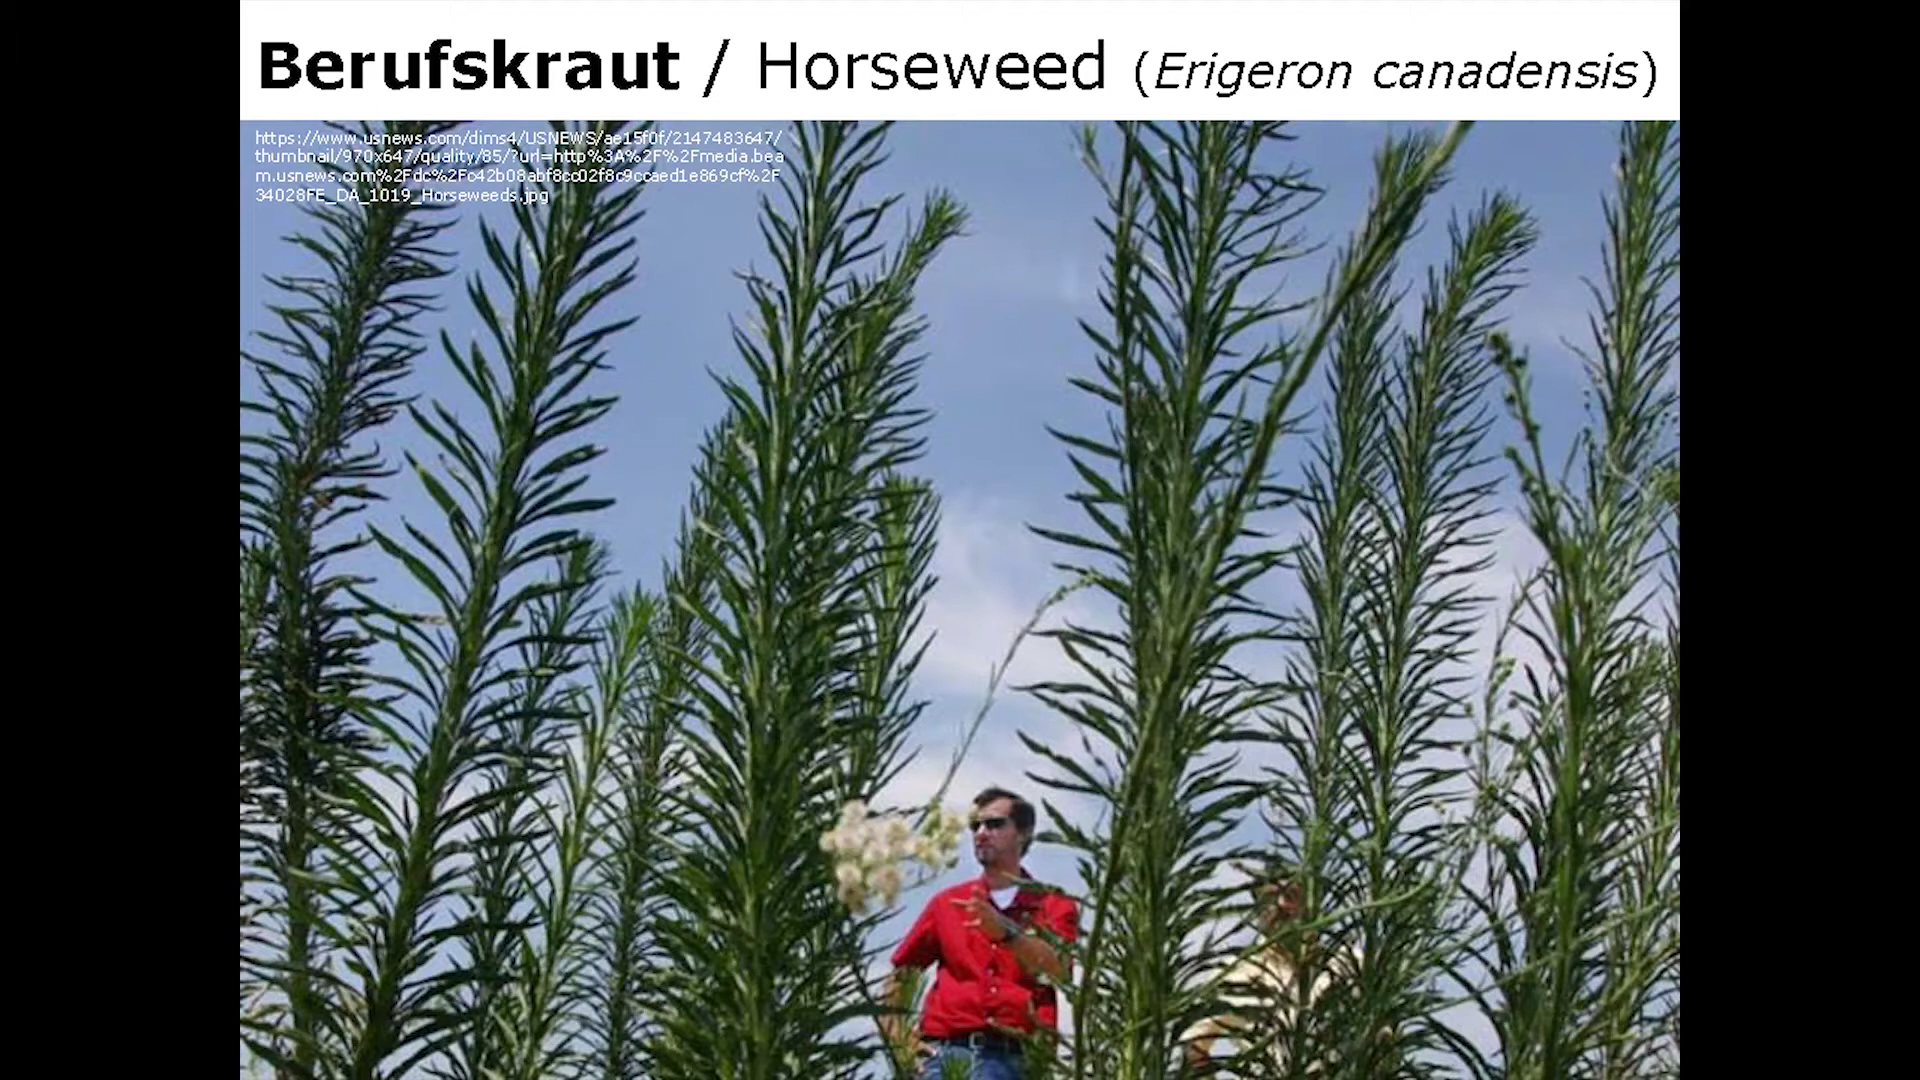 Berufskraut / Horseweed (Erigeron canadensis)
https://www.usnews.com/dims4/USNEWS/ae15f0f/2147483647/
thumbnail/970x647/quality/85/?url=http%3A%2F%2Fmedia.bea
m.usnews.com%2Fdc%2Fc42b08abf8cc02f8c9ccaed1e869cf%2F
34028FE_DA_1019_Horseweeds.jpg